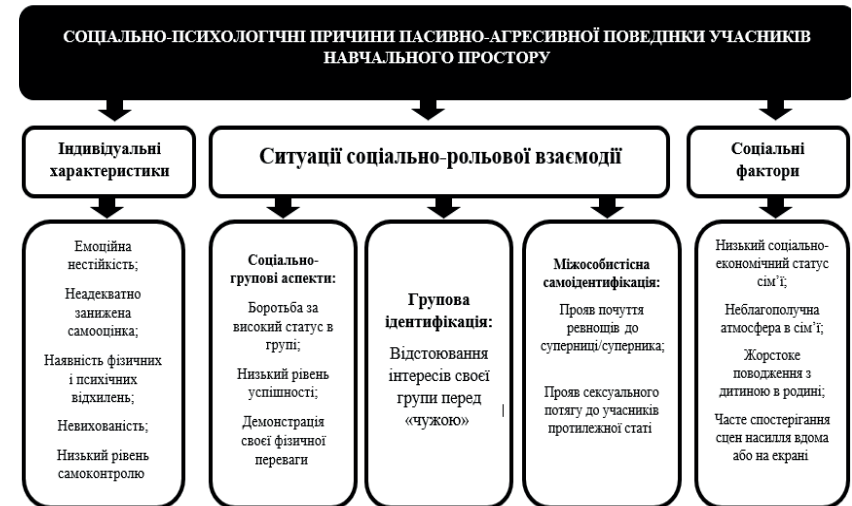 СОЦІАЛЬНО-ПСИХОЛОГІЧНІ ПРИЧИНИ ПАСИВНО-АГРЕСИВНОЇ ПОВЕДІНКИ УЧАСНИКІВ
НАВЧАЛЬНОГО ПРОСТОРУ
Індивідуальні
характеристики
Ситуації соціально-рольової взаємодії
Соціальні
фактори
Емоційна
нестійкість;
Неадекватно
занижена
самооцінка;
Наявність фізичних
і психічних
відхилень;
Невихованість;
Низький рівень
самоконтролю
Соціально-
групові аспекти:
Боротьба за
високий статус в
групі;
Низький рівень
успішності;
Демонстрація
своєї фізичної
переваги
Групова
ідентифікація:
Відстоювання
інтересів своєї
групи перед
«чужою»
Міжособистісна
самоідентифікація:
Прояв почуття
ревнощів до
суперниці/суперника;
Прояв сексуального
потягу до учасників
протилежної статі
Низький соціально-
економічний статус
сім’ї;
Неблагополучна
атмосфера в сім’ї;
Жорстоке
поводження з
дитиною в родині;
Часте спостерігання
сцен насилля вдома
або на екрані